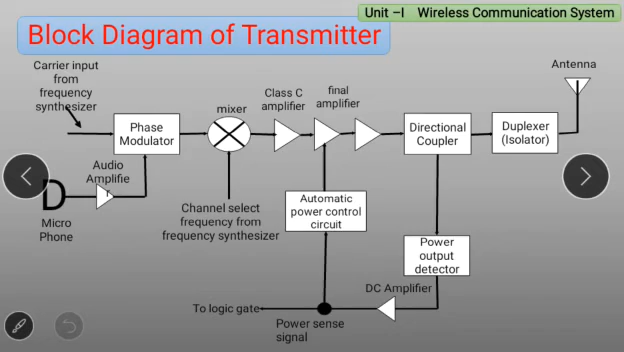 Unit –I Wireless Communication System
Block Diagram of Transmitter
Carrier input
from
frequency
synthesizer
Antenna
Class C
amplifier
final
amplifier
mixer
Phase
Modulator
Directional
Coupler
Duplexer
(Isolator)
Audio
Amplifie
r
Micro
Phone
Channel select
frequency from
frequency synthesizer
Automatic
power control
circuit
Power
output
detector
DC Amplifier
To logic gate
Power sense
signal